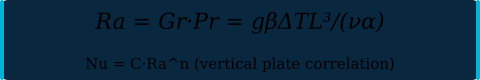 Ra = Gr·Pr = gβΔTL³/(να)
Nu = C·Ra^n (vertical plate correlation)